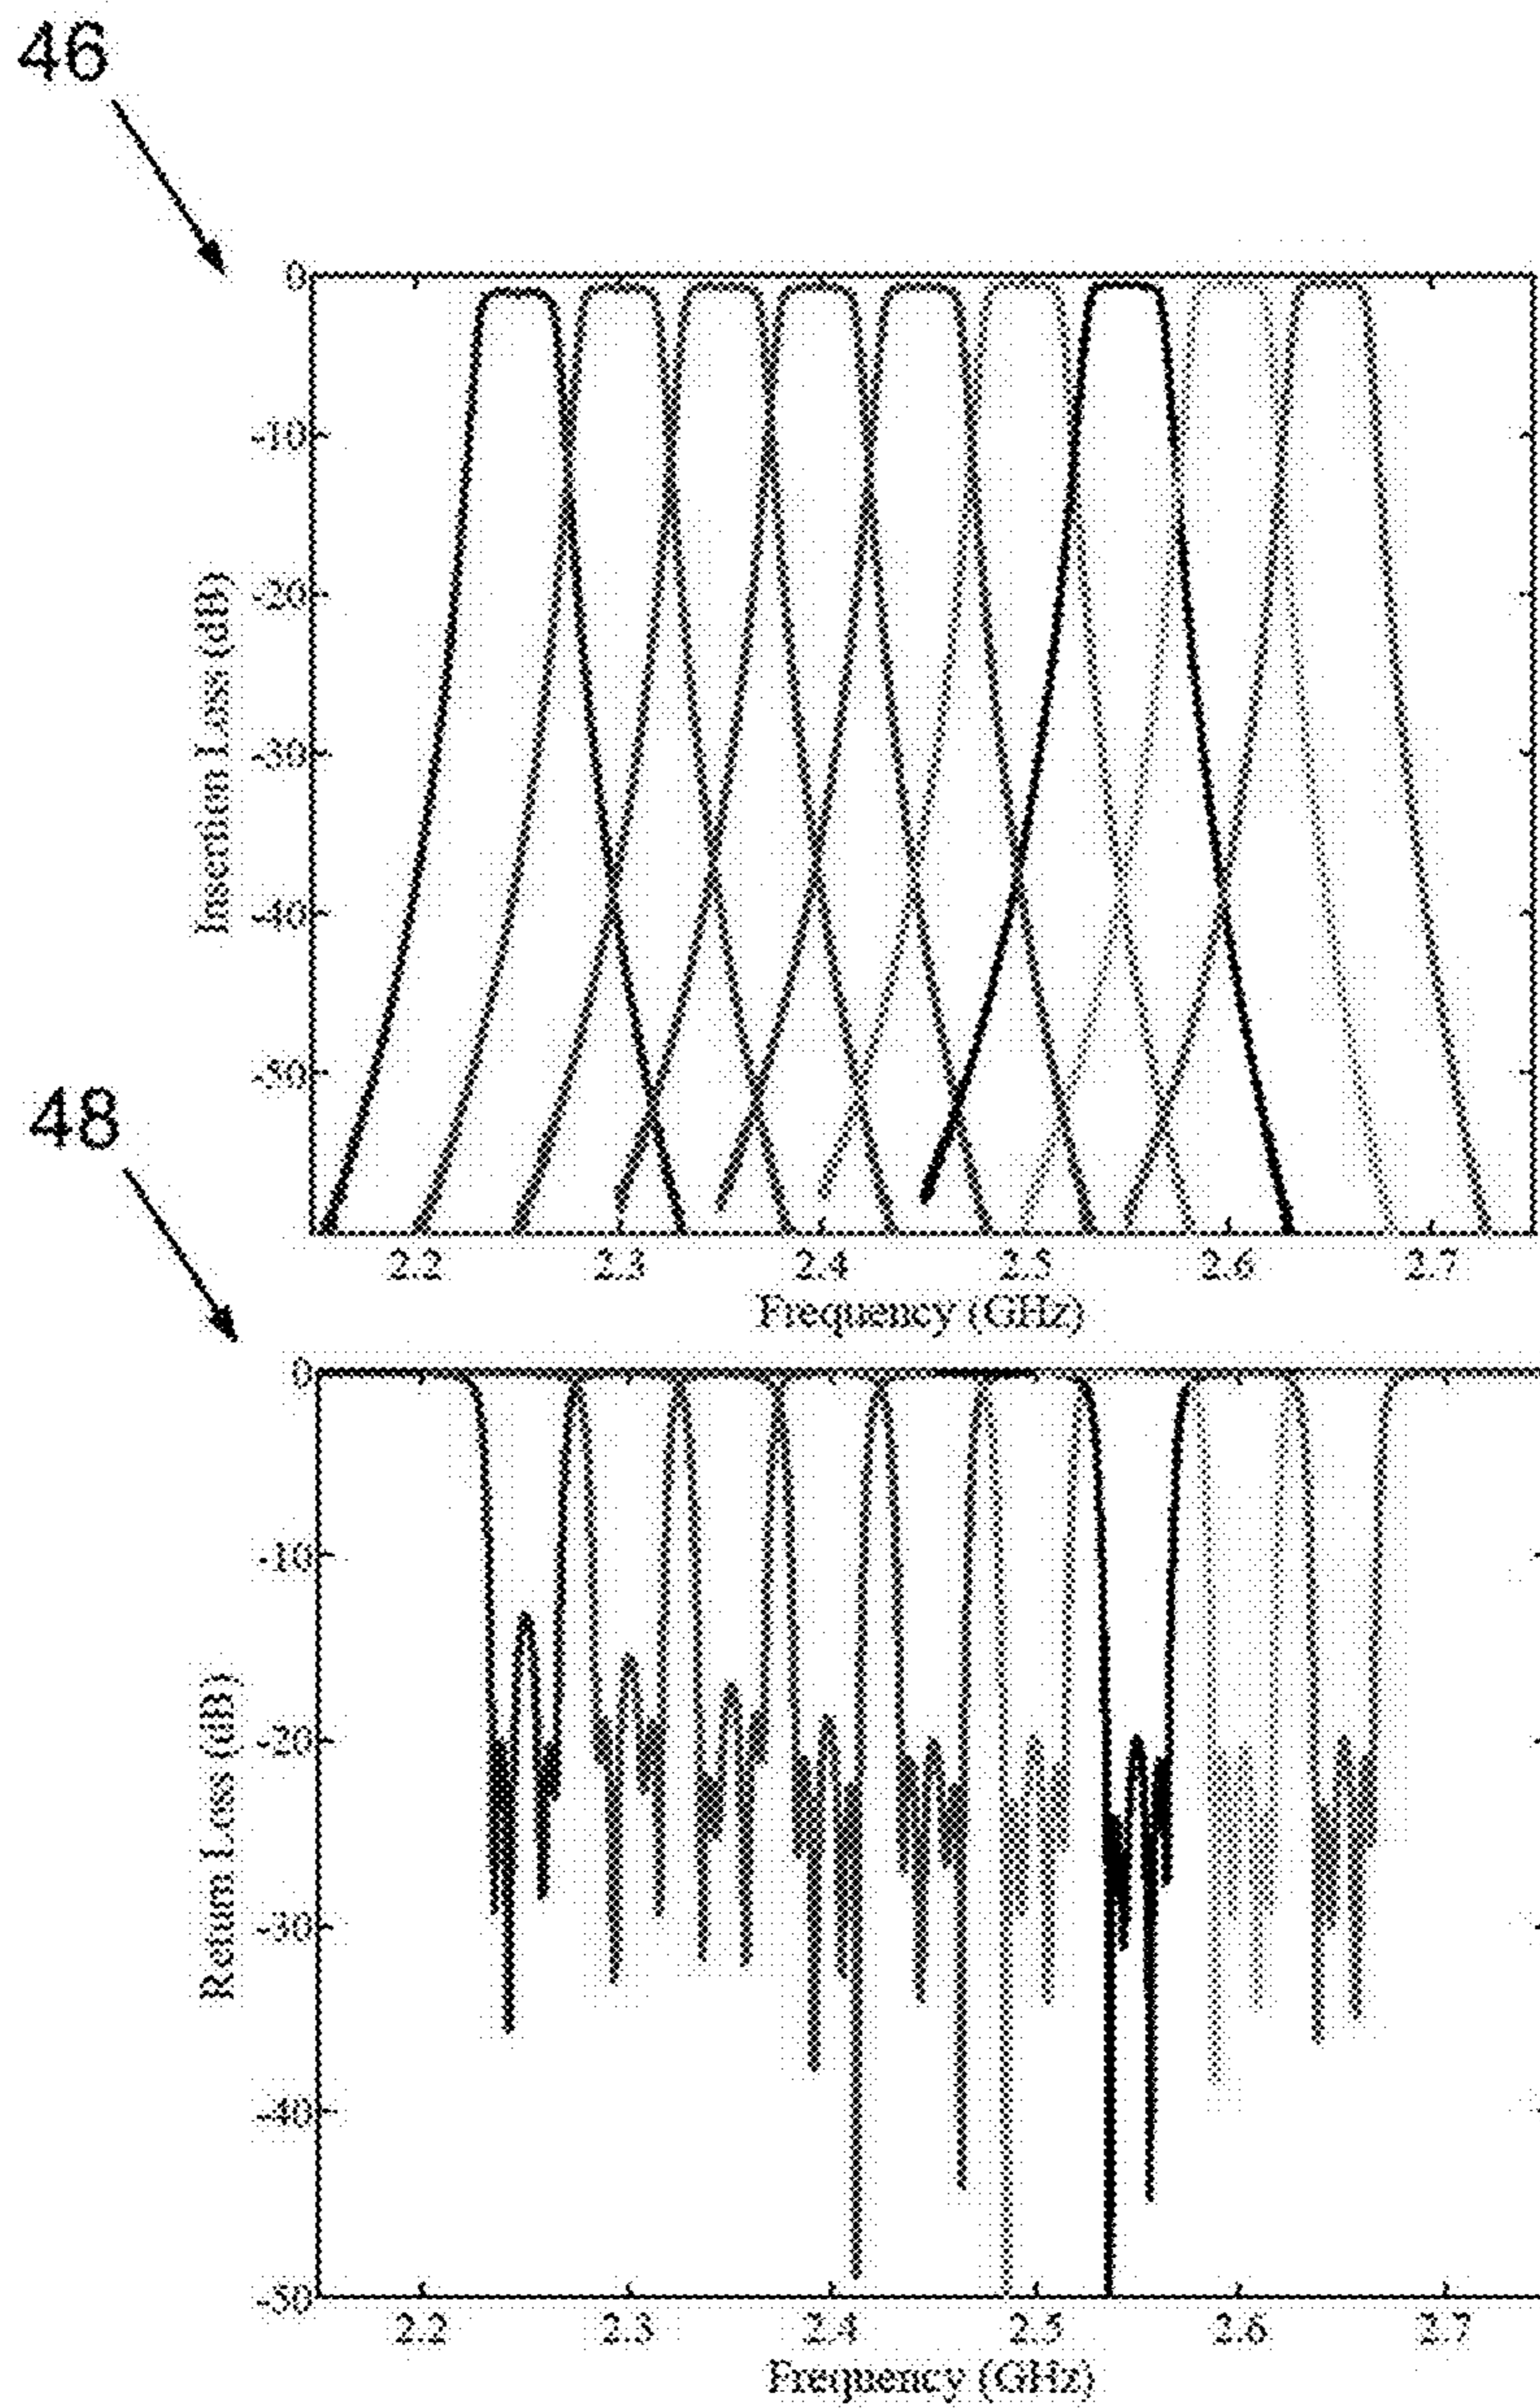 46
0
-10
-20
-30
-40
-50
Insertion Loss (dB)
2.2 2.3 2.4 2.5 2.6 2.7
Frequency (GHz)
48
0
-10
-20
-30
-40
-50
Return Loss (dB)
2.2 2.3 2.4 2.5 2.6 2.7
Frequency (GHz)